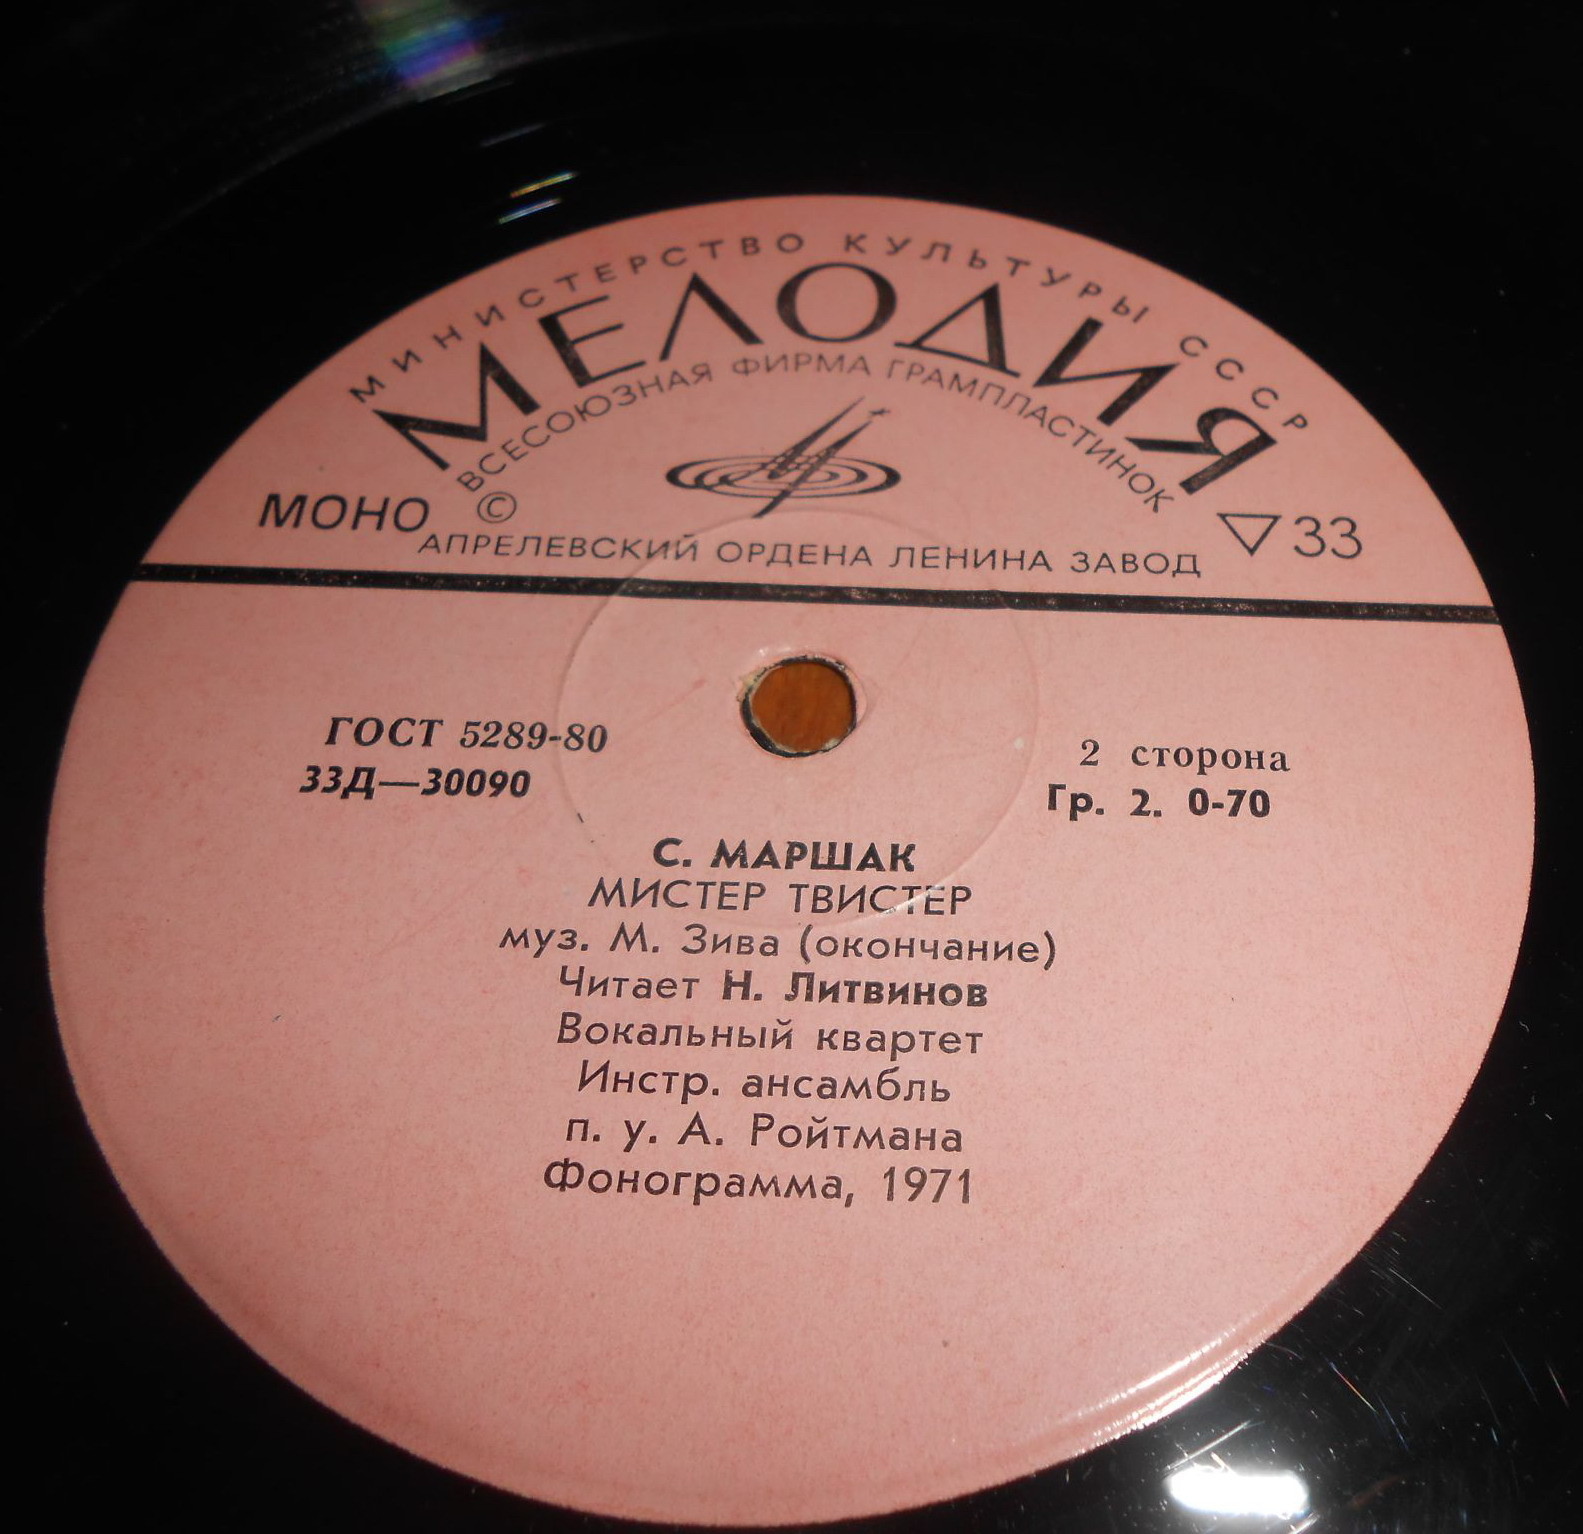 МИНИСТЕРСТВО КУЛЬТУРЫ СССР
МЕЛОДИЯ
ВСЕСОЮЗНАЯ ФИРМА ГРАМПЛАСТИНОК
МОНО © ▽33
АПРЕЛЕВСКИЙ ОРДЕНА ЛЕНИНА ЗАВОД
ГОСТ 5289-80
33Д—30090
2 сторона
Гр. 2. 0-70
С. МАРШАК
МИСТЕР ТВИСТЕР
муз. М. Зива (окончание)
Читает Н. Литвинов
Вокальный квартет
Инстр. ансамбль
п. у. А. Ройтмана
Фонограмма, 1971